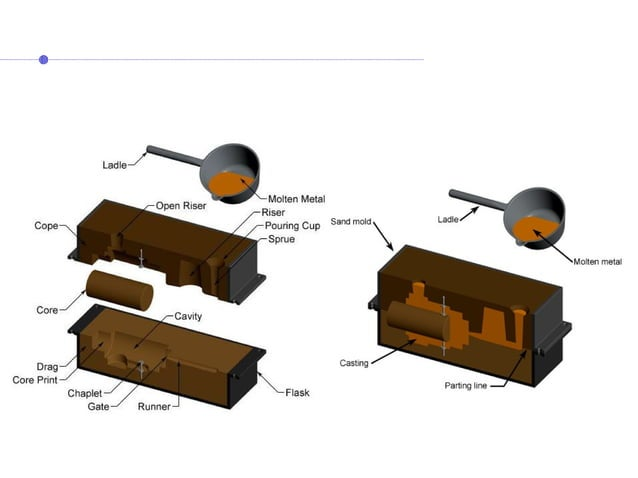 Ladle
Molten Metal
Open Riser
Riser
Cope
Pouring Cup
Sprue
Core
Cavity
Drag
Core Print
Chaplet
Gate
Runner
Flask
Ladle
Sand mold
Molten metal
Casting
Parting line